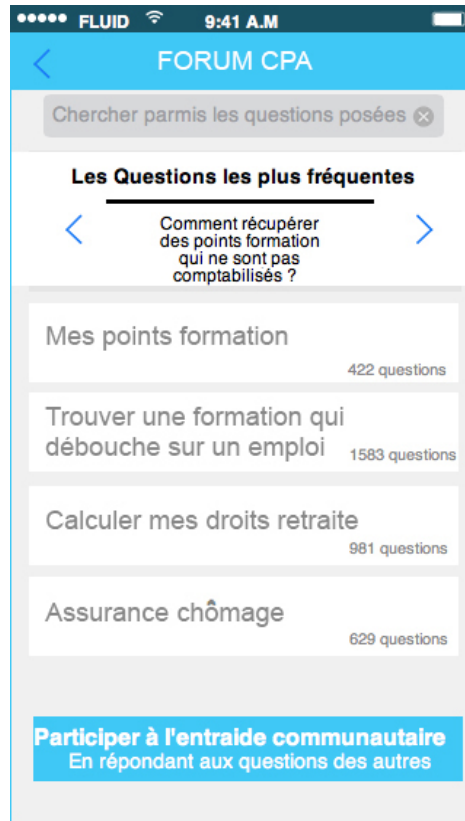 FLUID 9:41 A.M
FORUM CPA
Chercher parmis les questions posées
Les Questions les plus fréquentes
Comment récupérer
des points formation
qui ne sont pas
comptabilisés ?
Mes points formation
422 questions
Trouver une formation qui
débouche sur un emploi
1583 questions
Calculer mes droits retraite
981 questions
Assurance chômage
629 questions
Participer à l'entraide communautaire
En répondant aux questions des autres